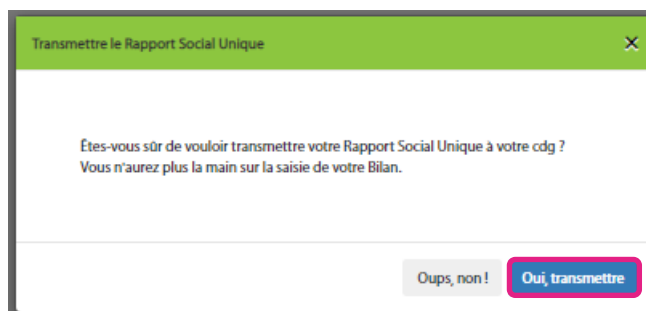 Transmettre le Rapport Social Unique
×
Êtes-vous sûr de vouloir transmettre votre Rapport Social Unique à votre cdg ?
Vous n'aurez plus la main sur la saisie de votre Bilan.
Oups, non ! Oui, transmettre